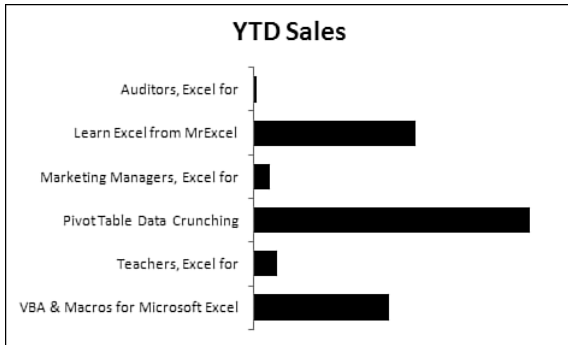 YTD Sales
Auditors, Excel for
Learn Excel from MrExcel
Marketing Managers, Excel for
Pivot Table Data Crunching
Teachers, Excel for
VBA & Macros for Microsoft Excel